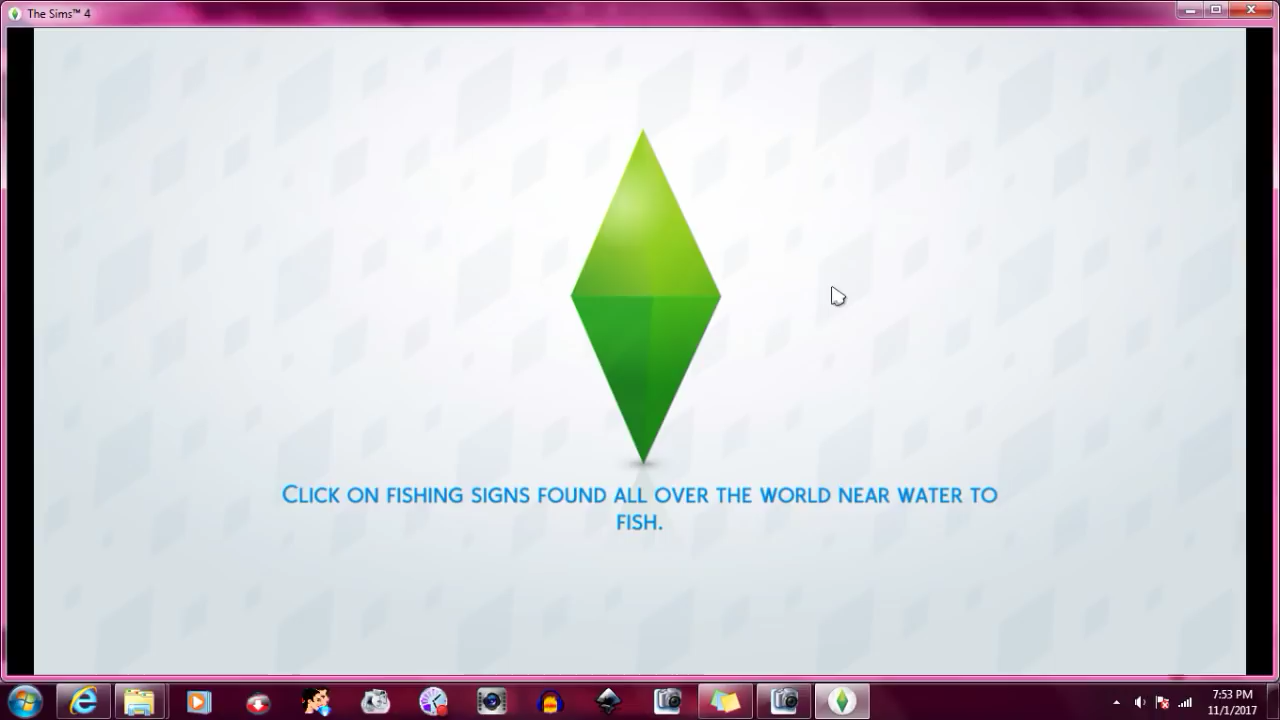 The Sims™ 4
CLICK ON FISHING SIGNS FOUND ALL OVER THE WORLD NEAR WATER TO
FISH.
7:53 PM
11/1/2017